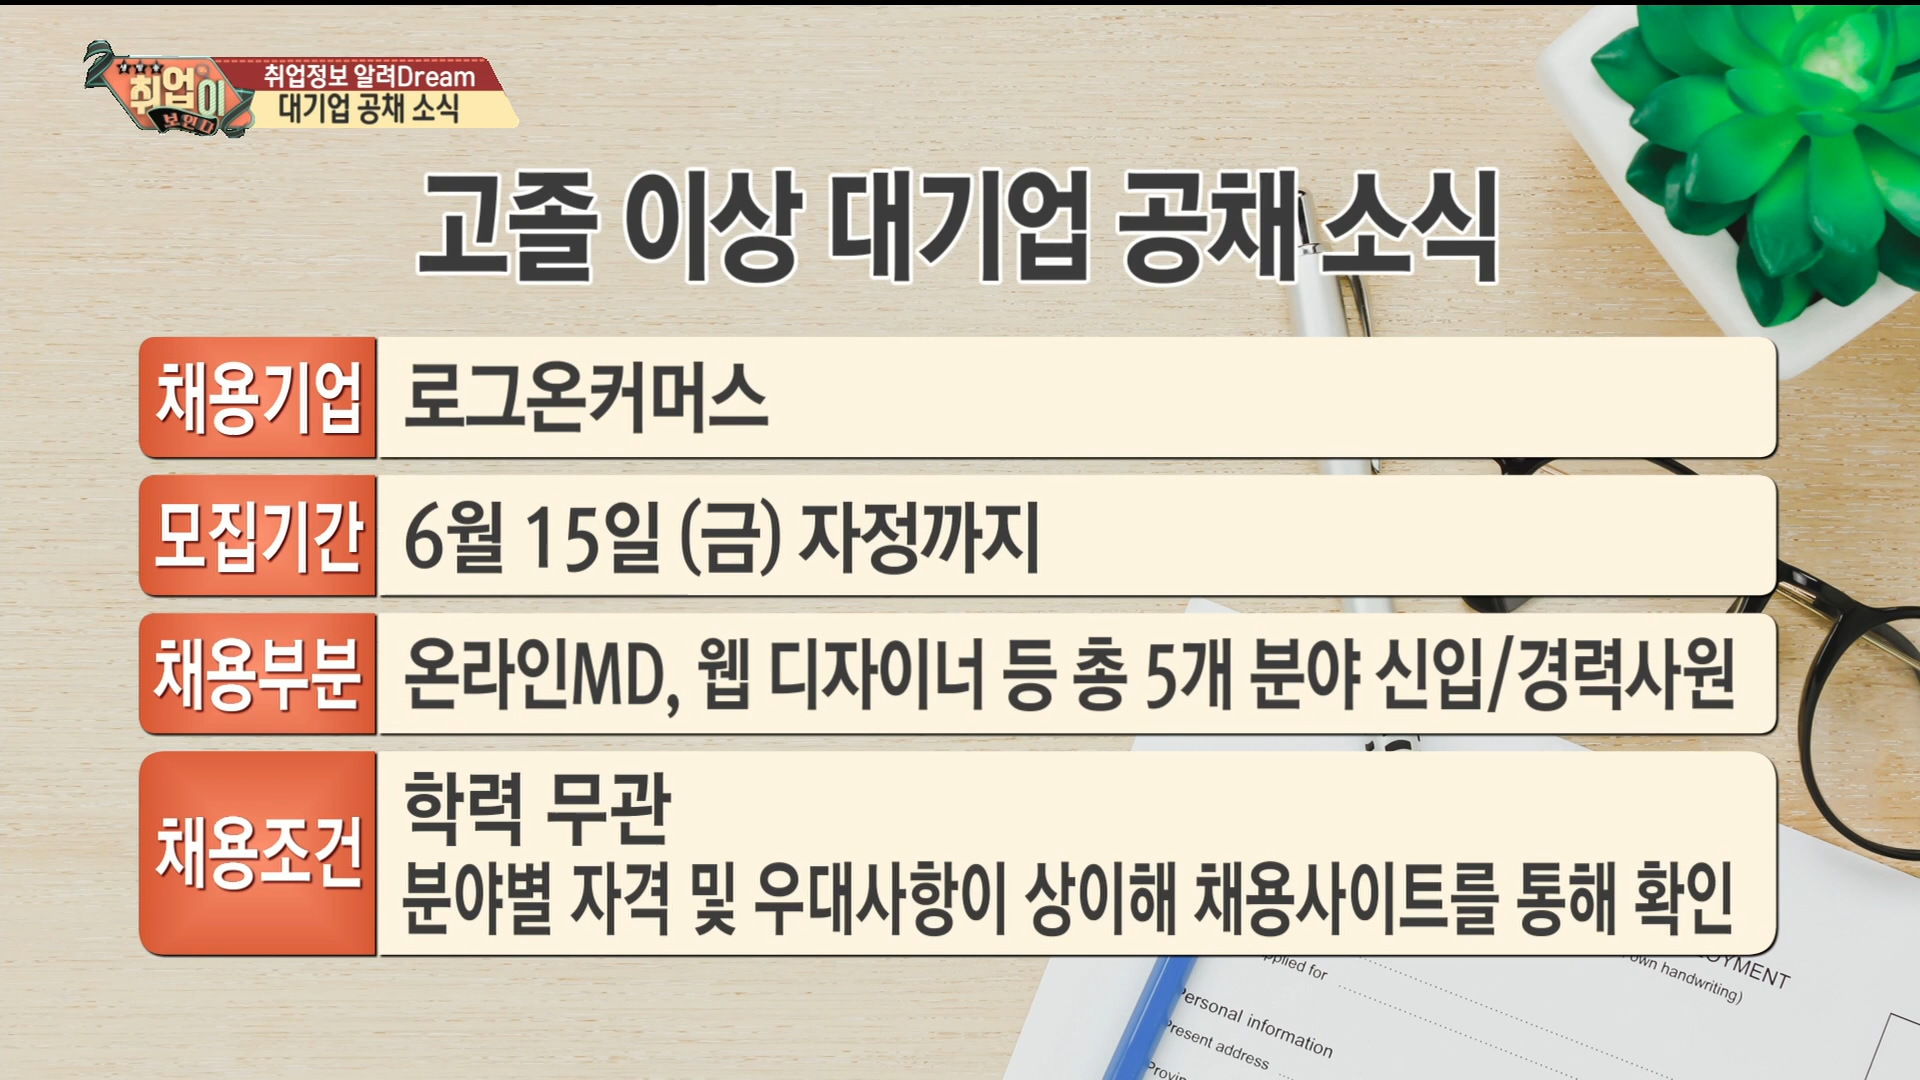 취업이
보인다
취업정보 알려Dream
대기업 공채 소식
고졸 이상 대기업 공채 소식
채용기업
로그온커머스
모집기간
6월 15일 (금) 자정까지
채용부분
온라인MD, 웹 디자이너 등 총 5개 분야 신입/경력사원
채용조건
학력 무관
분야별 자격 및 우대사항이 상이해 채용사이트를 통해 확인
own handwriting)
for
Personal information
Present address